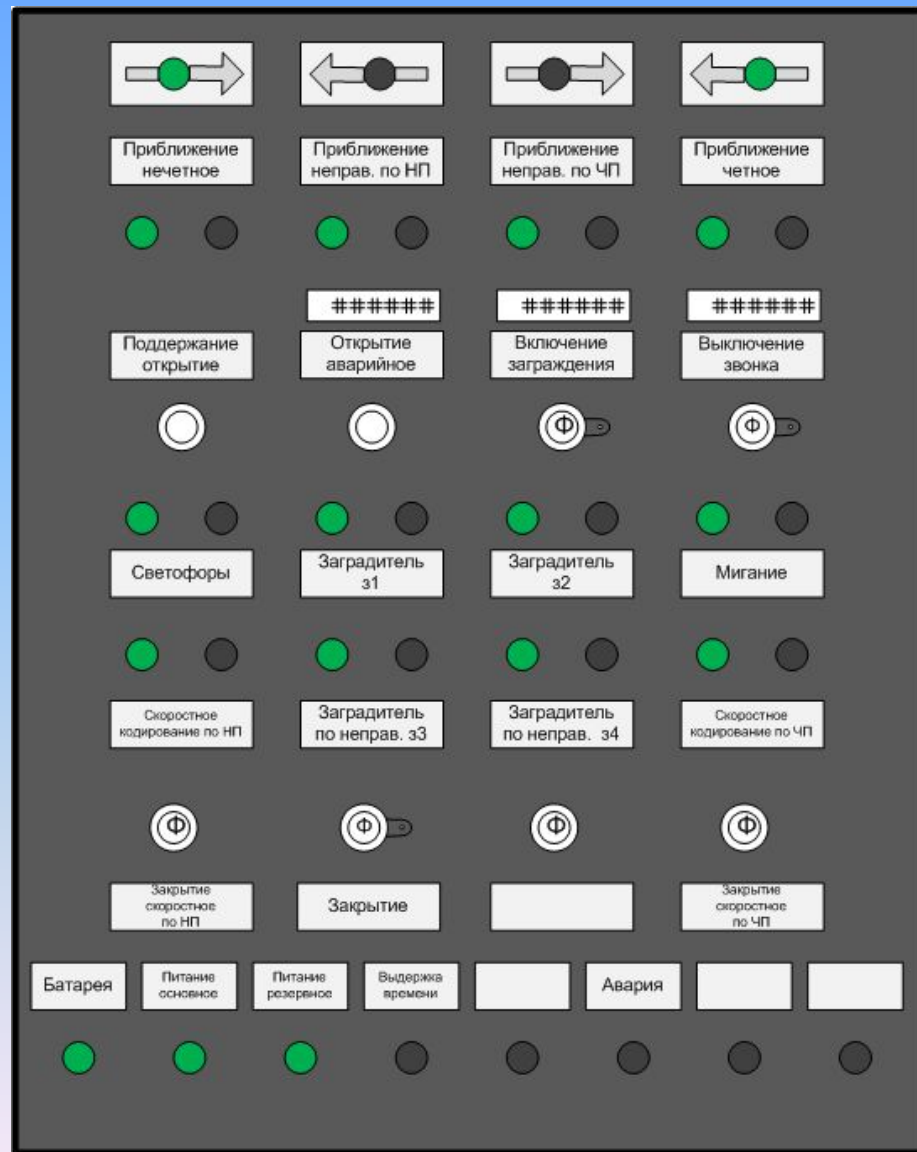 Приближение
нечетное
Приближение
неправ. по НП
Приближение
неправ. по ЧП
Приближение
четное
######
######
######
Поддержание
открытие
Открытие
аварийное
Включение
заграждения
Выключение
звонка
Ф
Ф
Светофоры
Заградитель
з1
Заградитель
з2
Мигание
Скоростное
кодирование по НП
Заградитель
по неправ. з3
Заградитель
по неправ. з4
Скоростное
кодирование по ЧП
Ф
Ф
Ф
Ф
Закрытие
скоростное
по НП
Закрытие
Закрытие
скоростное
по ЧП
Батарея
Питание
основное
Питание
резервное
Выдержка
времени
Авария